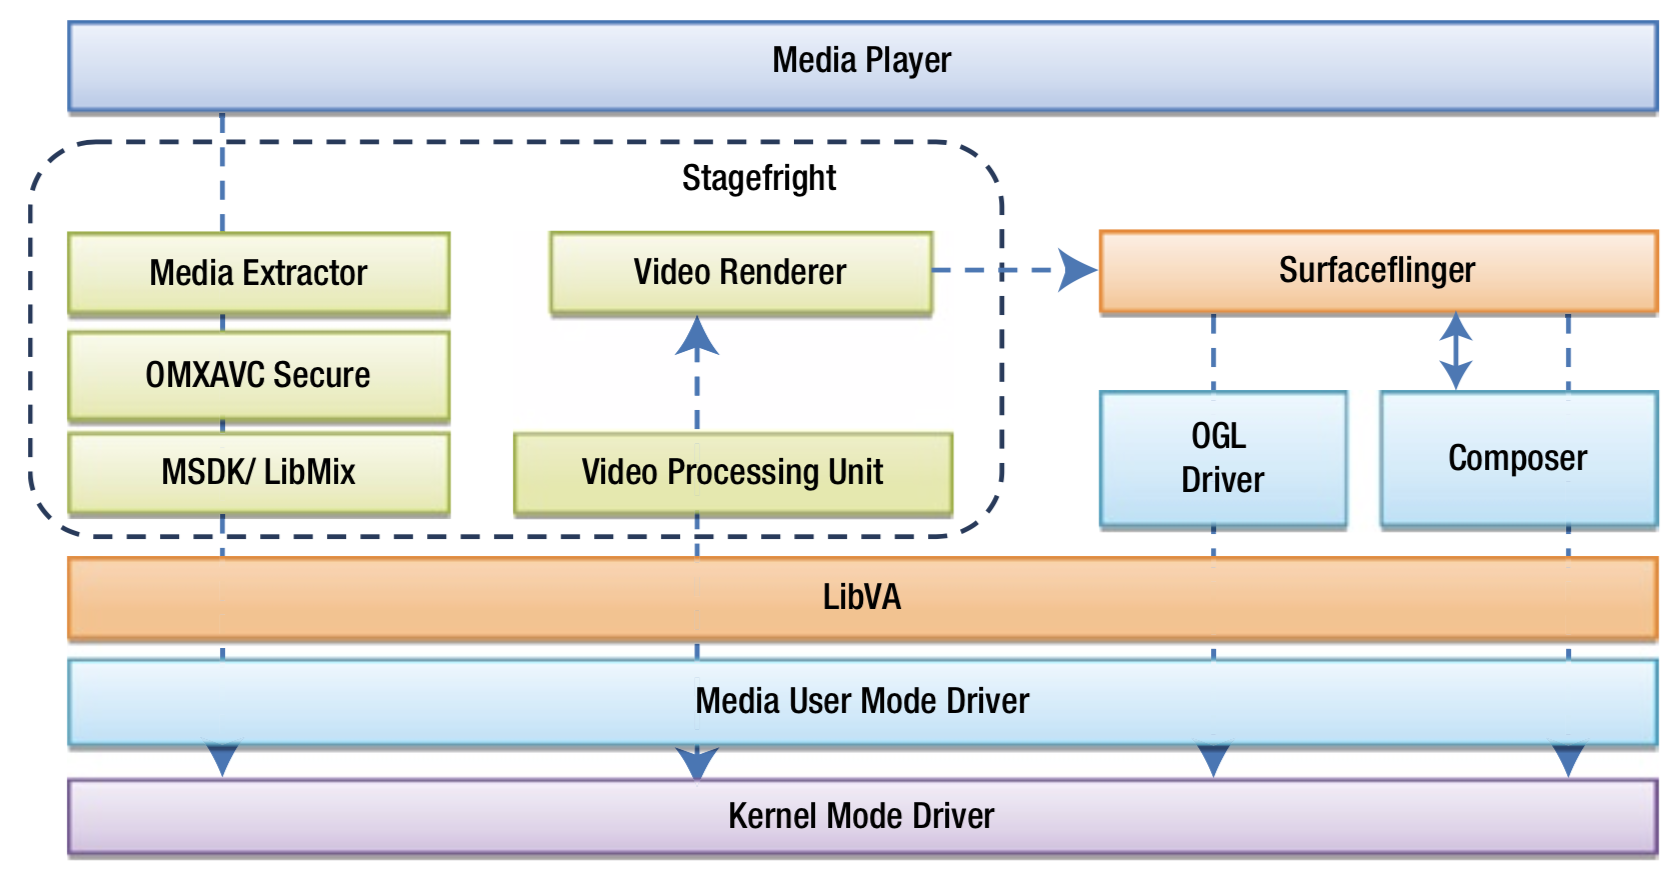 Media Player
Stagefright
Media Extractor
Video Renderer
Surfaceflinger
OMXAVC Secure
MSDK/ LibMix
Video Processing Unit
OGL
Driver
Composer
LibVA
Media User Mode Driver
Kernel Mode Driver